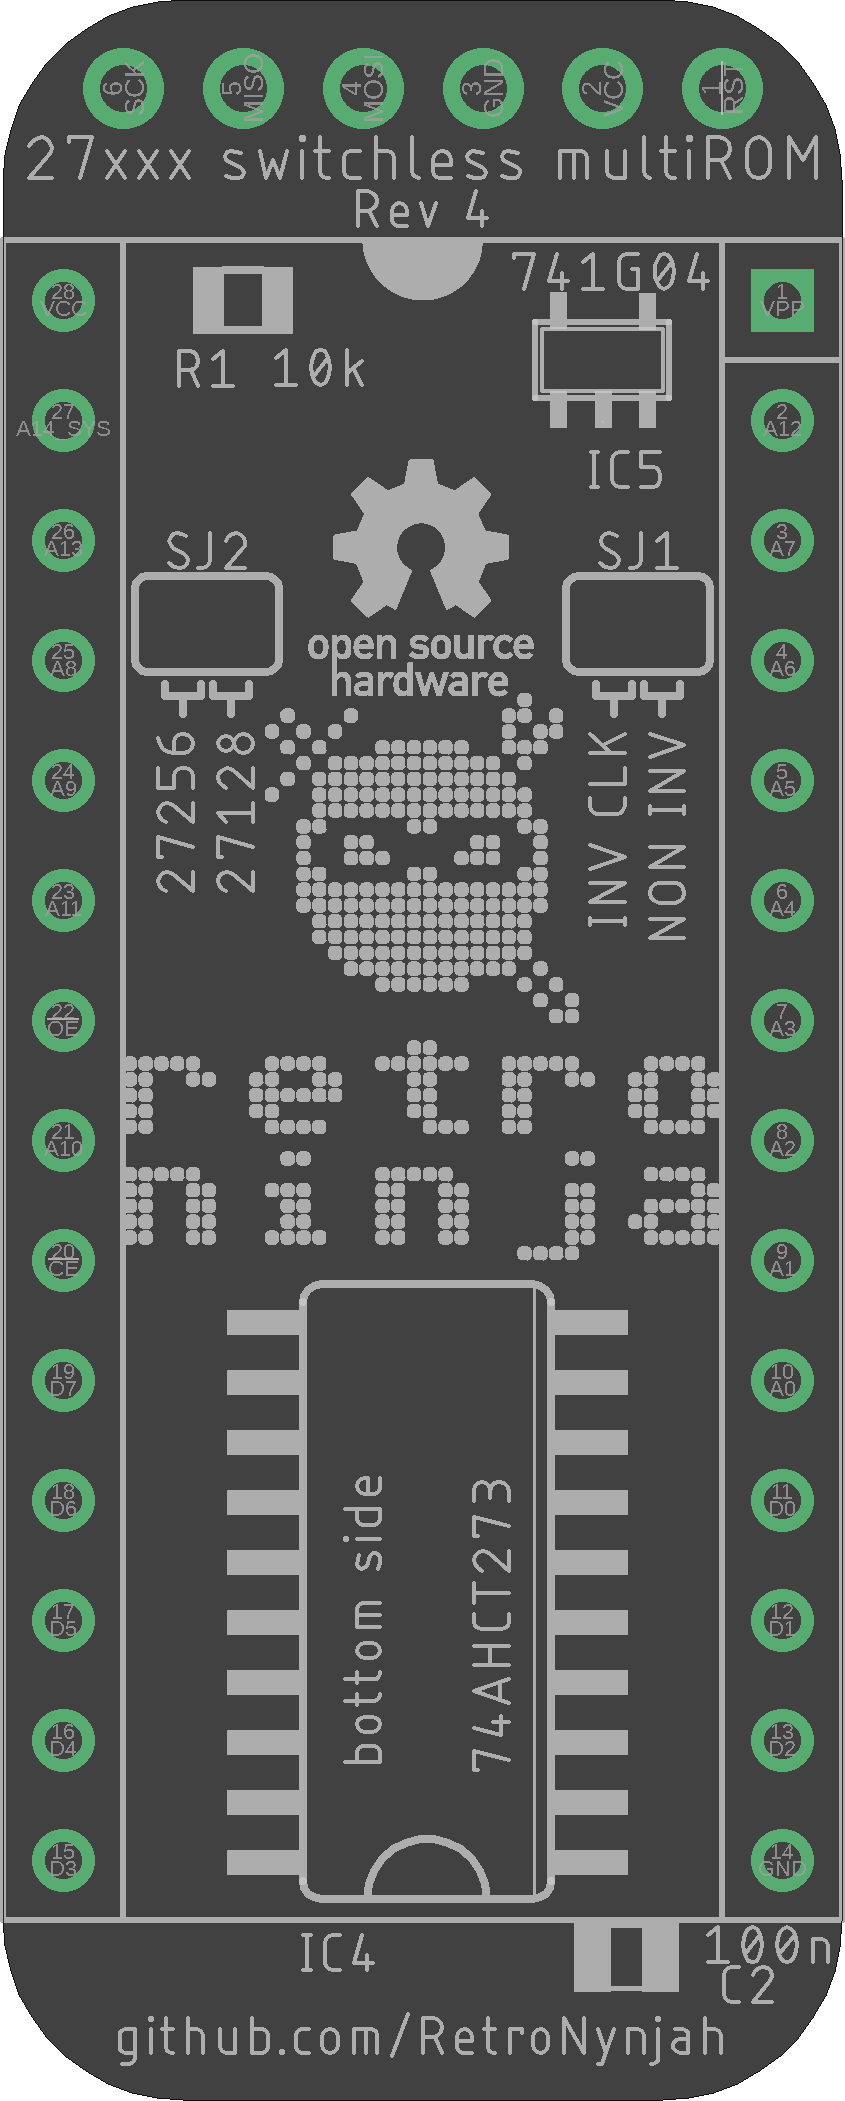 6 SCK 5 MISO 4 MOSI 3 GND 2 VCC 1 RST
27xxx switchless multiROM
Rev 4
741G04
28 VCC
1 VPP
R1 10k
27 A14_SYS
2 A12
IC5
SJ2
SJ1
26 A13
3 A7
open source
hardware
25 A8
4 A6
27256
27128
INV CLK
NON INV
24 A9
5 A5
23 A11
6 A4
22 OE
7 A3
retro
21 A10
8 A2
ninja
20 CE
9 A1
19 D7
10 A0
18 D6
11 D0
bottom side
74AHCT273
17 D5
12 D1
16 D4
13 D2
15 D3
14 GND
IC4
100n
C2
github.com/RetroNynjah